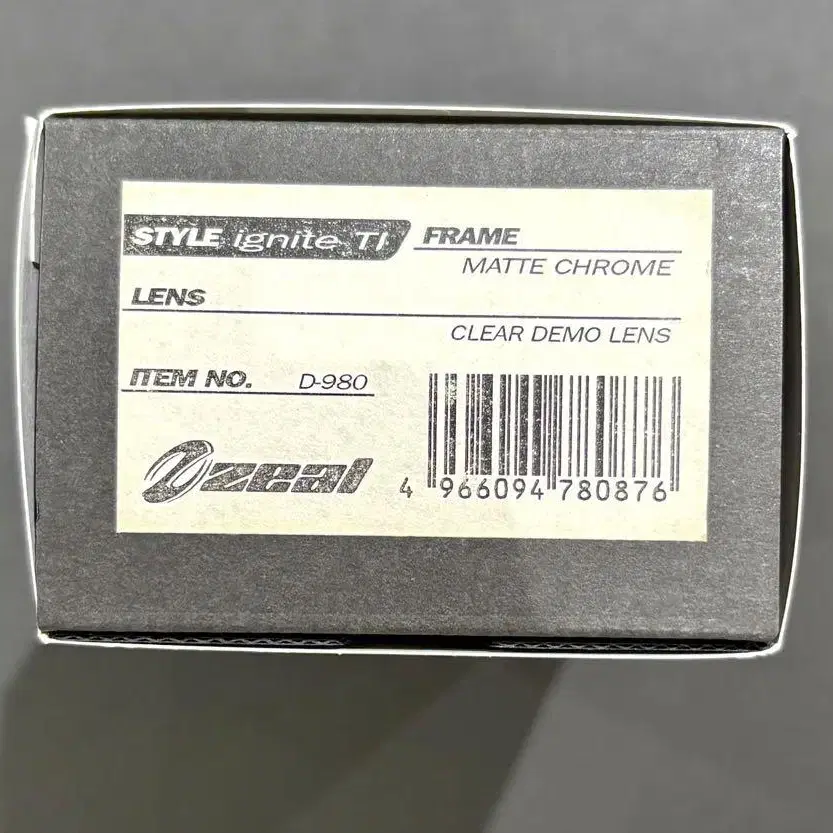 STYLE ignite TI
FRAME
MATTE CHROME
LENS
CLEAR DEMO LENS
ITEM NO. D-980
zeal
4 966094 780876